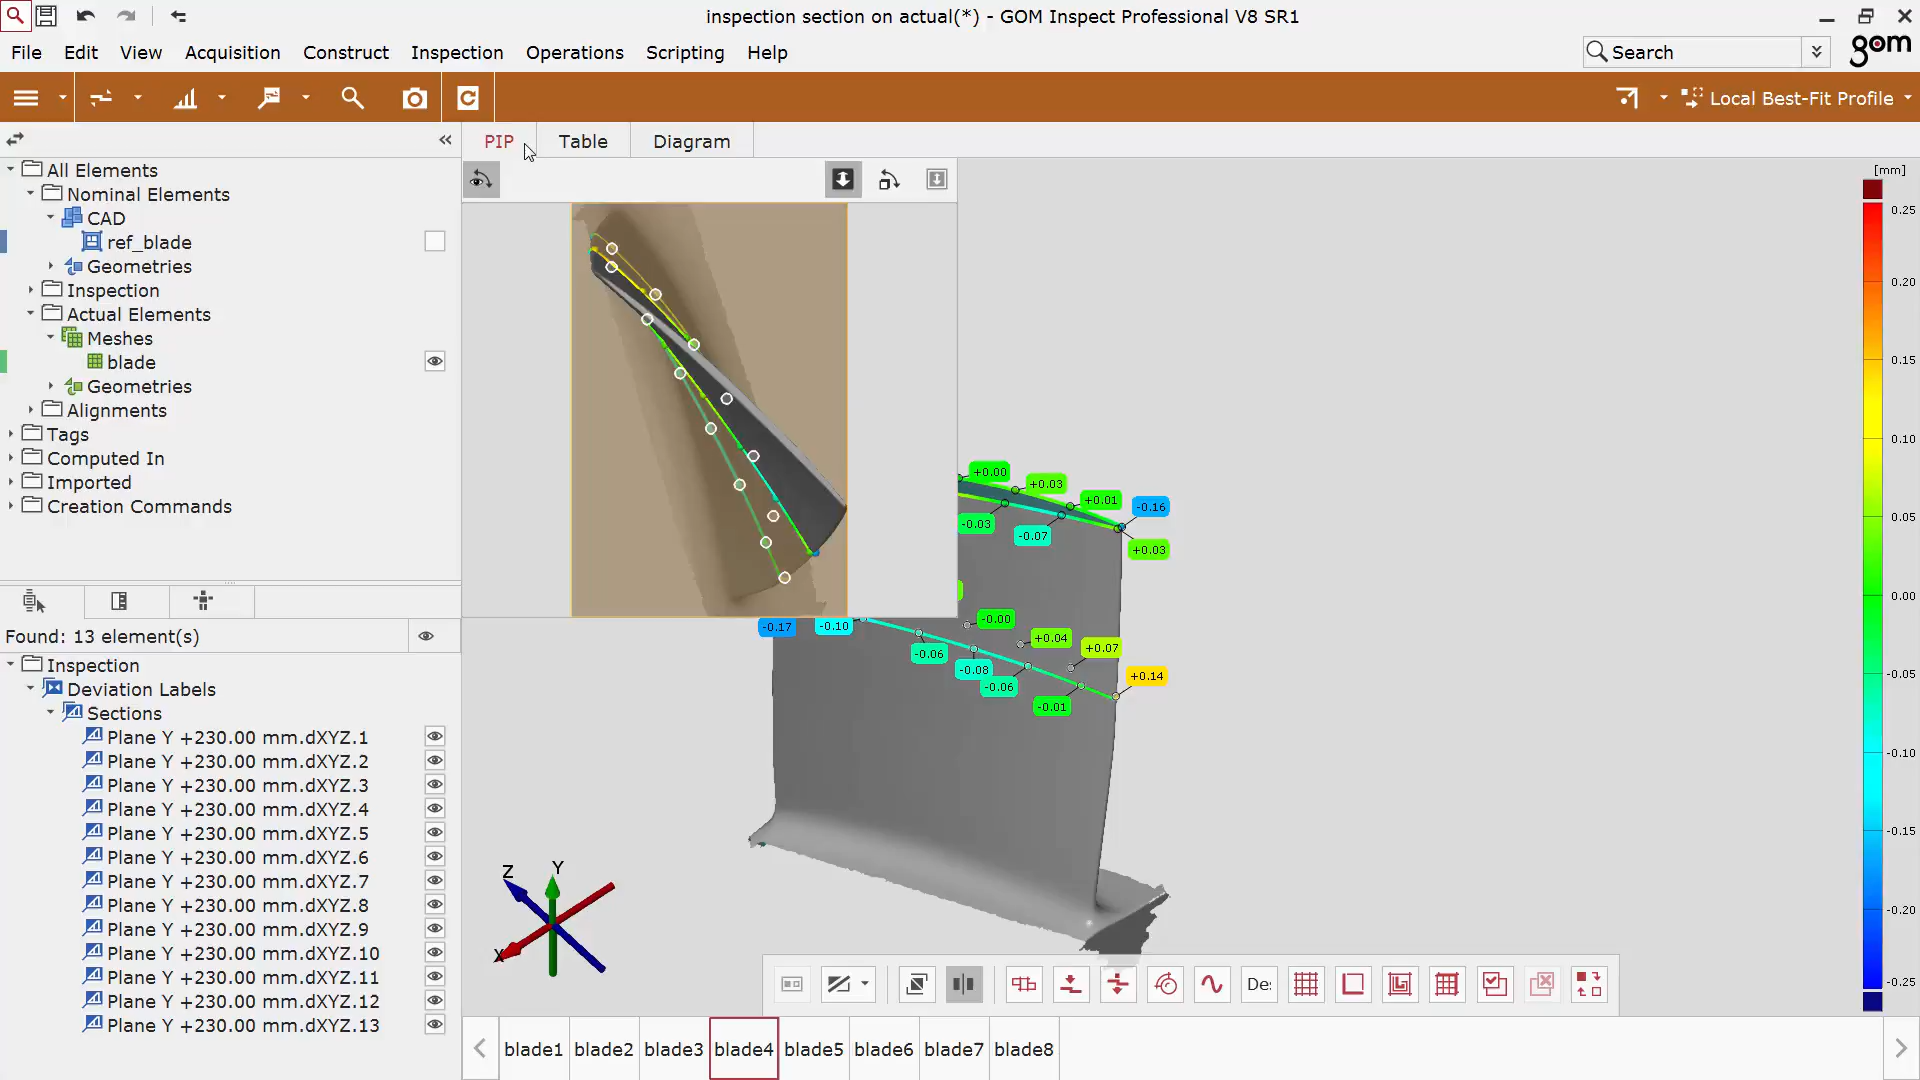 inspection section on actual(*) - GOM Inspect Professional V8 SR1
File Edit View Acquisition Construct Inspection Operations Scripting Help
Search
gom
Local Best-Fit Profile
PIP Table Diagram
All Elements
Nominal Elements
CAD
ref_blade
Geometries
Inspection
Actual Elements
Meshes
blade
Geometries
Alignments
Tags
Computed In
Imported
Creation Commands
Found: 13 element(s)
Inspection
Deviation Labels
Sections
Plane Y +230.00 mm.dXYZ.1
Plane Y +230.00 mm.dXYZ.2
Plane Y +230.00 mm.dXYZ.3
Plane Y +230.00 mm.dXYZ.4
Plane Y +230.00 mm.dXYZ.5
Plane Y +230.00 mm.dXYZ.6
Plane Y +230.00 mm.dXYZ.7
Plane Y +230.00 mm.dXYZ.8
Plane Y +230.00 mm.dXYZ.9
Plane Y +230.00 mm.dXYZ.10
Plane Y +230.00 mm.dXYZ.11
Plane Y +230.00 mm.dXYZ.12
Plane Y +230.00 mm.dXYZ.13
+0.00
+0.03
+0.01
-0.16
-0.03
-0.07
+0.03
-0.17
-0.10
-0.00
+0.04
+0.07
-0.06
-0.08
-0.06
+0.14
-0.01
Z
Y
X
[mm]
0.25
0.20
0.15
0.10
0.05
0.00
-0.05
-0.10
-0.15
-0.20
-0.25
De:
blade1 blade2 blade3 blade4 blade5 blade6 blade7 blade8